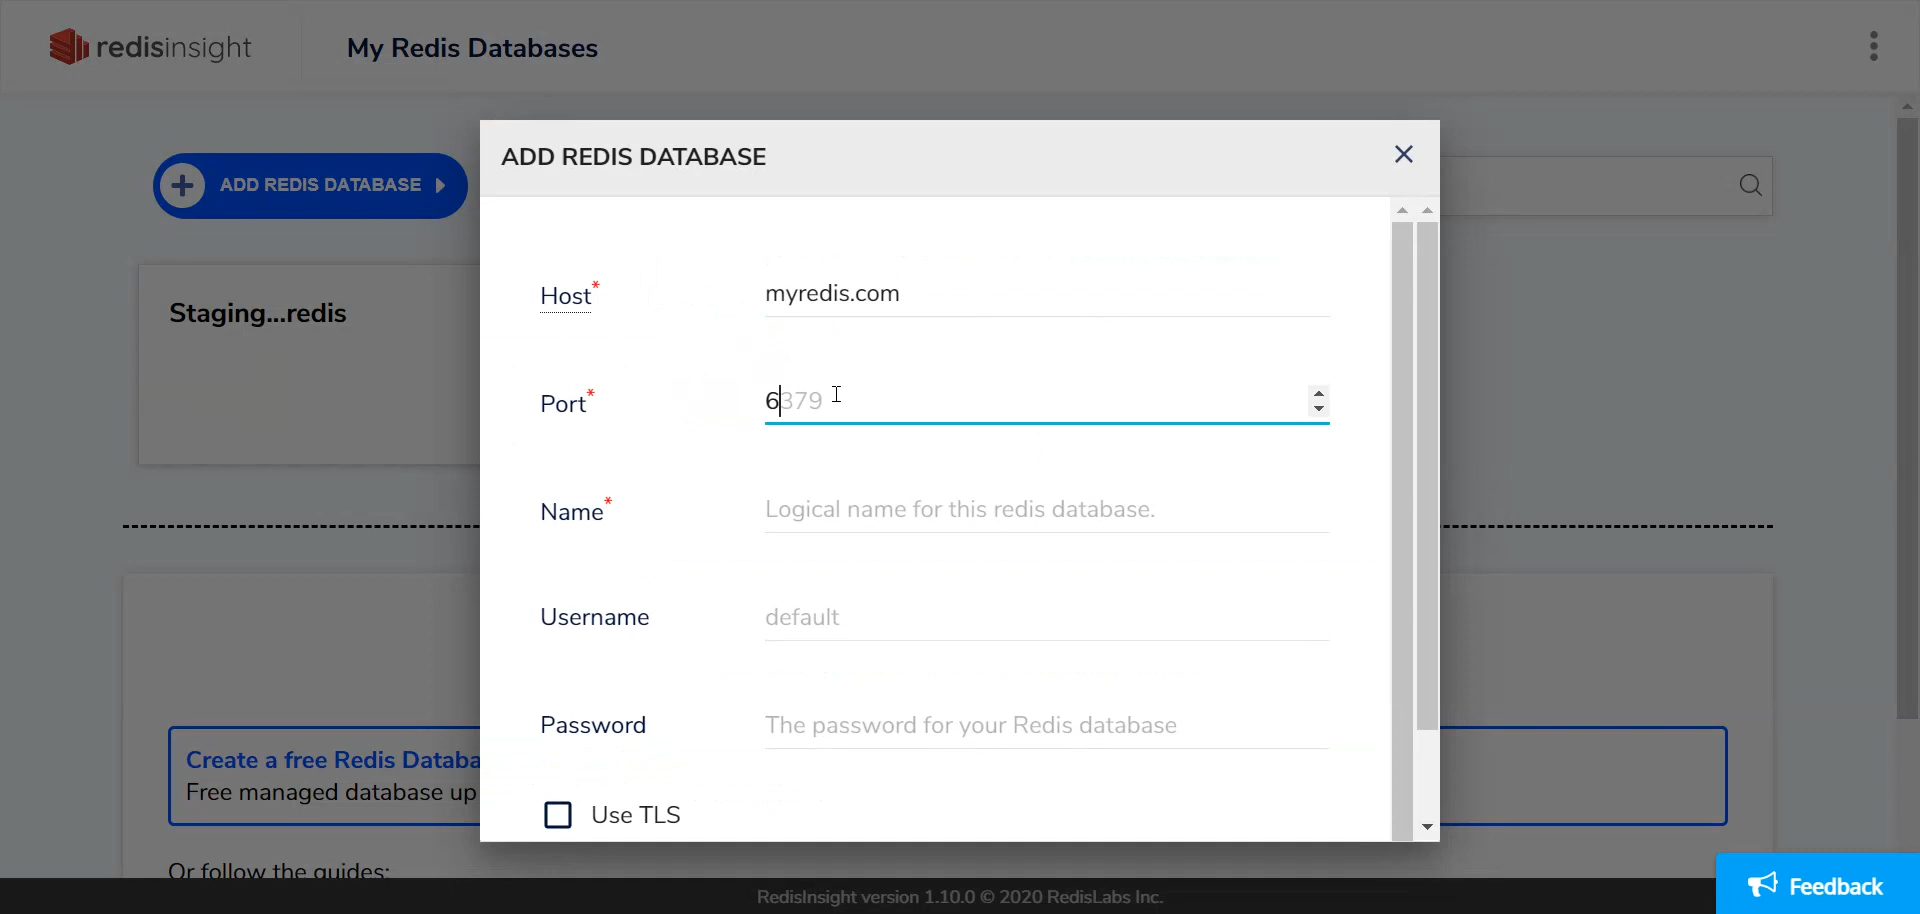 redisinsight
My Redis Databases
ADD REDIS DATABASE
ADD REDIS DATABASE
Staging...redis
Host*
myredis.com
Port*
6379
Name*
Logical name for this redis database.
Username
default
Password
The password for your Redis database
Use TLS
Create a free Redis Databa
Free managed database up
Or follow the guides:
RedisInsight version 1.10.0 © 2020 RedisLabs Inc.
Feedback